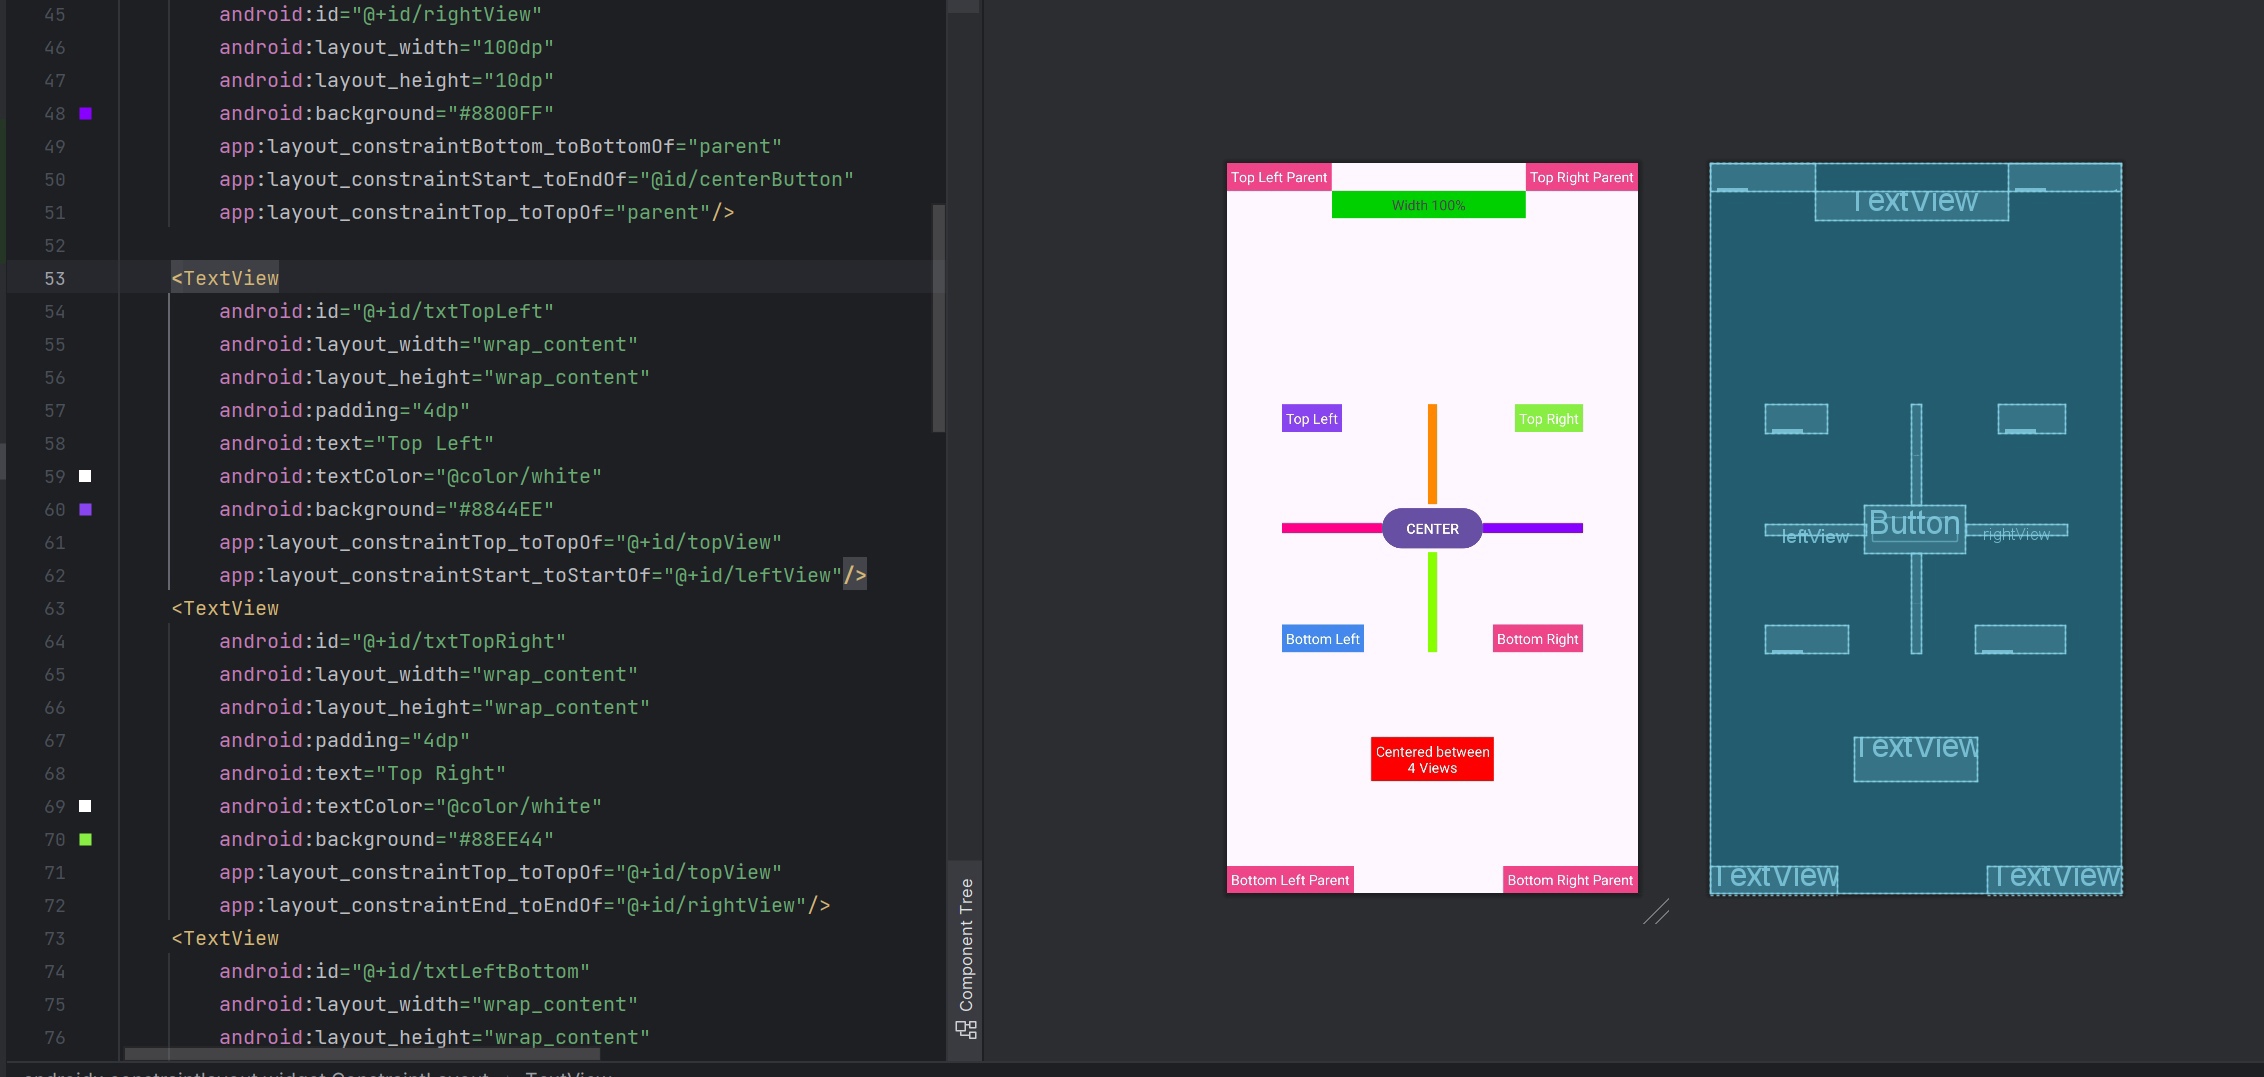 45 android:id="@+id/rightView"
46 android:layout_width="100dp"
47 android:layout_height="10dp"
48 android:background="#8800FF"
49 app:layout_constraintBottom_toBottomOf="parent"
50 app:layout_constraintStart_toEndOf="@id/centerButton"
51 app:layout_constraintTop_toTopOf="parent"/>
52
53 <TextView
54 android:id="@+id/txtTopLeft"
55 android:layout_width="wrap_content"
56 android:layout_height="wrap_content"
57 android:padding="4dp"
58 android:text="Top Left"
59 android:textColor="@color/white"
60 android:background="#8844EE"
61 app:layout_constraintTop_toTopOf="@+id/topView"
62 app:layout_constraintStart_toStartOf="@+id/leftView"/>
63 <TextView
64 android:id="@+id/txtTopRight"
65 android:layout_width="wrap_content"
66 android:layout_height="wrap_content"
67 android:padding="4dp"
68 android:text="Top Right"
69 android:textColor="@color/white"
70 android:background="#88EE44"
71 app:layout_constraintTop_toTopOf="@+id/topView"
72 app:layout_constraintEnd_toEndOf="@+id/rightView"/>
73 <TextView
74 android:id="@+id/txtLeftBottom"
75 android:layout_width="wrap_content"
76 android:layout_height="wrap_content"
androidx.constraintlayout.widget.ConstraintLayout TextView
Component Tree
Top Left Parent
Top Right Parent
Width 100%
Top Left
Top Right
CENTER
Bottom Left
Bottom Right
Centered between
4 Views
Bottom Left Parent
Bottom Right Parent
TextView
leftView
Button
rightView
TextView
TextView
TextView